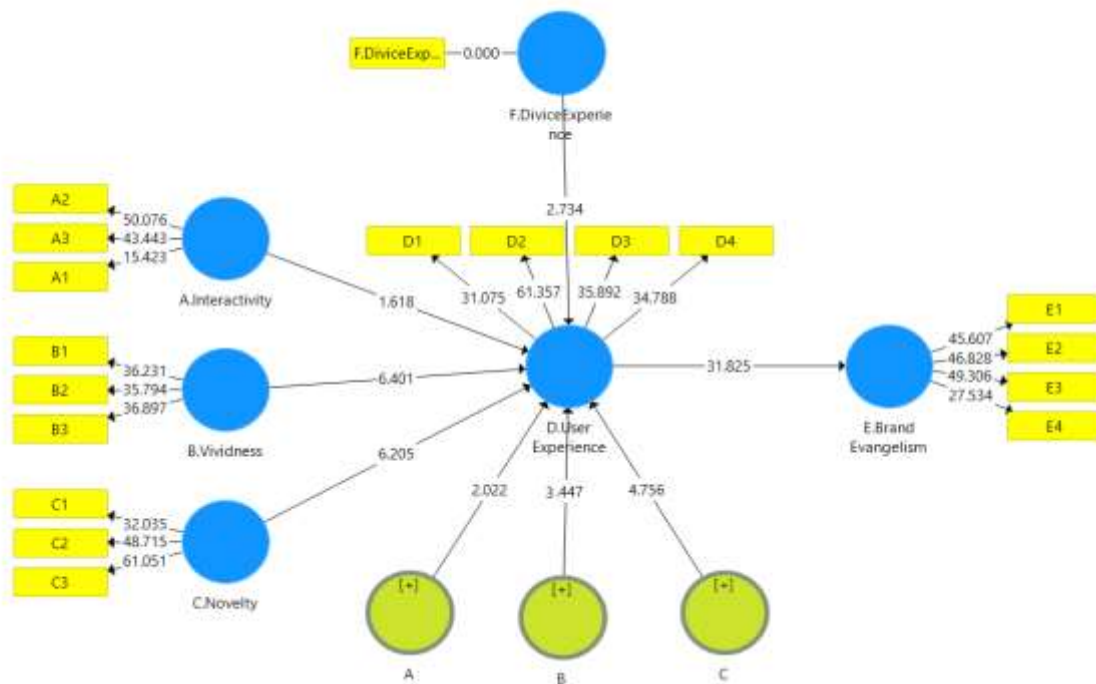 F.DiviceExp...
0.000
F.DiviceExperie
nce
2.734
A2
A3
A1
50.076
43.443
15.423
A.Interactivity
1.618
D1
D2
D3
D4
31.075
61.357
35.892
34.788
B1
B2
B3
36.231
35.794
36.897
B.Vividness
6.401
D.User
Experience
31.825
E1
E2
E3
E4
45.607
46.828
49.306
27.534
E.Brand
Evangelism
C1
C2
C3
32.035
48.715
61.051
C.Novelty
6.205
2.022
3.447
4.756
[+]
[+]
[+]
A
B
C